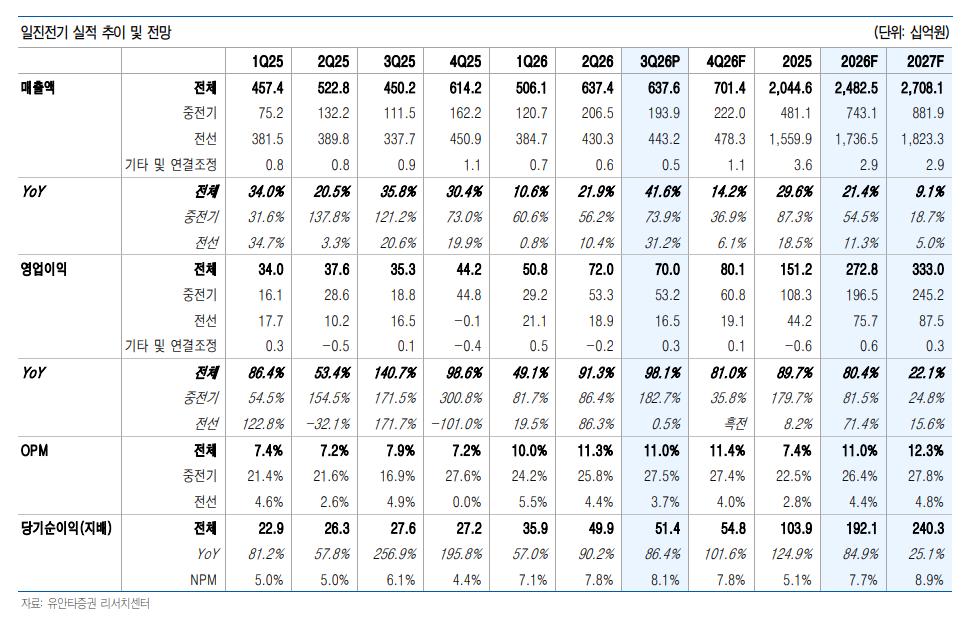 일진전기 실적 추이 및 전망 (단위: 십억원)
1Q25 2Q25 3Q25 4Q25 1Q26 2Q26 3Q26P 4Q26F 2025 2026F 2027F
매출액 전체 457.4 522.8 450.2 614.2 506.1 637.4 637.6 701.4 2,044.6 2,482.5 2,708.1
중전기 75.2 132.2 111.5 162.2 120.7 206.5 193.9 222.0 481.1 743.1 881.9
전선 381.5 389.8 337.7 450.9 384.7 430.3 443.2 478.3 1,559.9 1,736.5 1,823.3
기타 및 연결조정 0.8 0.8 0.9 1.1 0.7 0.6 0.5 1.1 3.6 2.9 2.9
YoY 전체 34.0% 20.5% 35.8% 30.4% 10.6% 21.9% 41.6% 14.2% 29.6% 21.4% 9.1%
중전기 31.6% 137.8% 121.2% 73.0% 60.6% 56.2% 73.9% 36.9% 87.3% 54.5% 18.7%
전선 34.7% 3.3% 20.6% 19.9% 0.8% 10.4% 31.2% 6.1% 18.5% 11.3% 5.0%
영업이익 전체 34.0 37.6 35.3 44.2 50.8 72.0 70.0 80.1 151.2 272.8 333.0
중전기 16.1 28.6 18.8 44.8 29.2 53.3 53.2 60.8 108.3 196.5 245.2
전선 17.7 10.2 16.5 -0.1 21.1 18.9 16.5 19.1 44.2 75.7 87.5
기타 및 연결조정 0.3 -0.5 0.1 -0.4 0.5 -0.2 0.3 0.1 -0.6 0.6 0.3
YoY 전체 86.4% 53.4% 140.7% 98.6% 49.1% 91.3% 98.1% 81.0% 89.7% 80.4% 22.1%
중전기 54.5% 154.5% 171.5% 300.8% 81.7% 86.4% 182.7% 35.8% 179.7% 81.5% 24.8%
전선 122.8% -32.1% 171.7% -101.0% 19.5% 86.3% 0.5% 흑전 8.2% 71.4% 15.6%
OPM 전체 7.4% 7.2% 7.9% 7.2% 10.0% 11.3% 11.0% 11.4% 7.4% 11.0% 12.3%
중전기 21.4% 21.6% 16.9% 27.6% 24.2% 25.8% 27.5% 27.4% 22.5% 26.4% 27.8%
전선 4.6% 2.6% 4.9% 0.0% 5.5% 4.4% 3.7% 4.0% 2.8% 4.4% 4.8%
당기순이익(지배) 전체 22.9 26.3 27.6 27.2 35.9 49.9 51.4 54.8 103.9 192.1 240.3
YoY 81.2% 57.8% 256.9% 195.8% 57.0% 90.2% 86.4% 101.6% 124.9% 84.9% 25.1%
NPM 5.0% 5.0% 6.1% 4.4% 7.1% 7.8% 8.1% 7.8% 5.1% 7.7% 8.9%
자료: 유안타증권 리서치센터